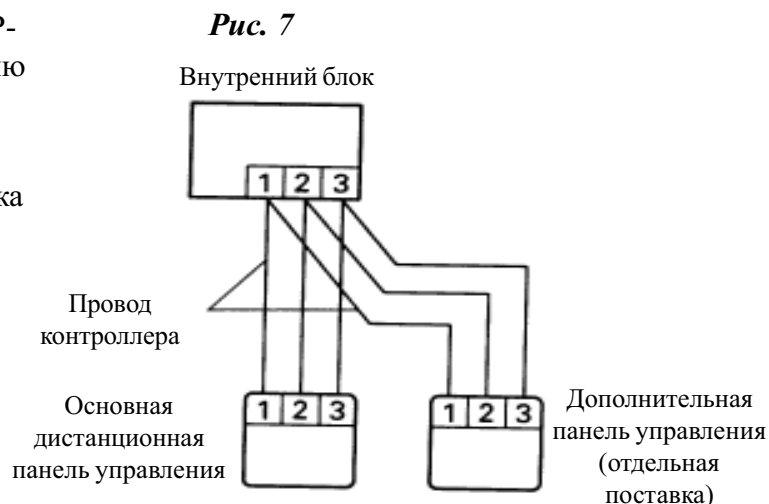 Р-
Рис. 7
ю
Внутренний блок
1 2 3
ка
Провод
контроллера
1 2 3
1 2 3
Основная
дистанционная
панель управления
Дополнительная
панель управления
(отдельная
поставка)